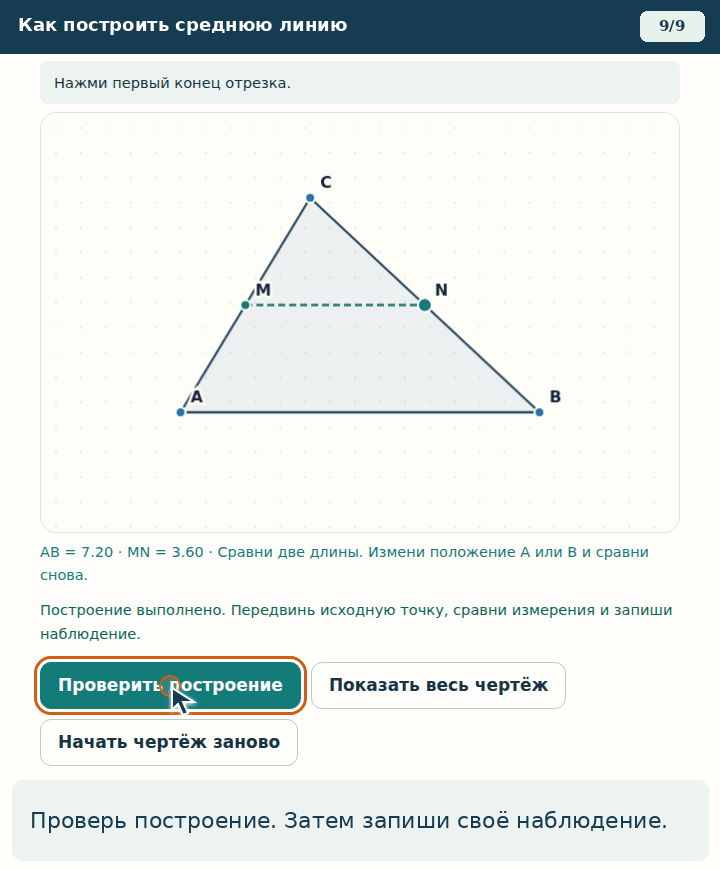 Как построить среднюю линию
9/9
Нажми первый конец отрезка.
C
M
N
A
B
AB = 7.20 · MN = 3.60 · Сравни две длины. Измени положение A или B и сравни
снова.
Построение выполнено. Передвинь исходную точку, сравни измерения и запиши
наблюдение.
Проверить построение
Показать весь чертёж
Начать чертёж заново
Проверь построение. Затем запиши своё наблюдение.